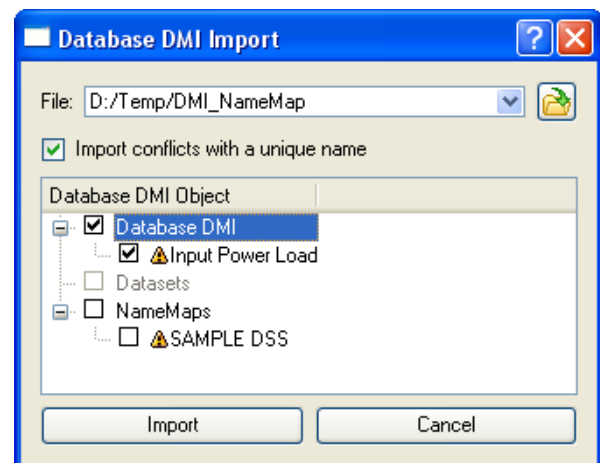 Database DMI Import
File: D:/Temp/DMI_NameMap
Import conflicts with a unique name
Database DMI Object
Database DMI
Input Power Load
Datasets
NameMaps
SAMPLE DSS
Import Cancel